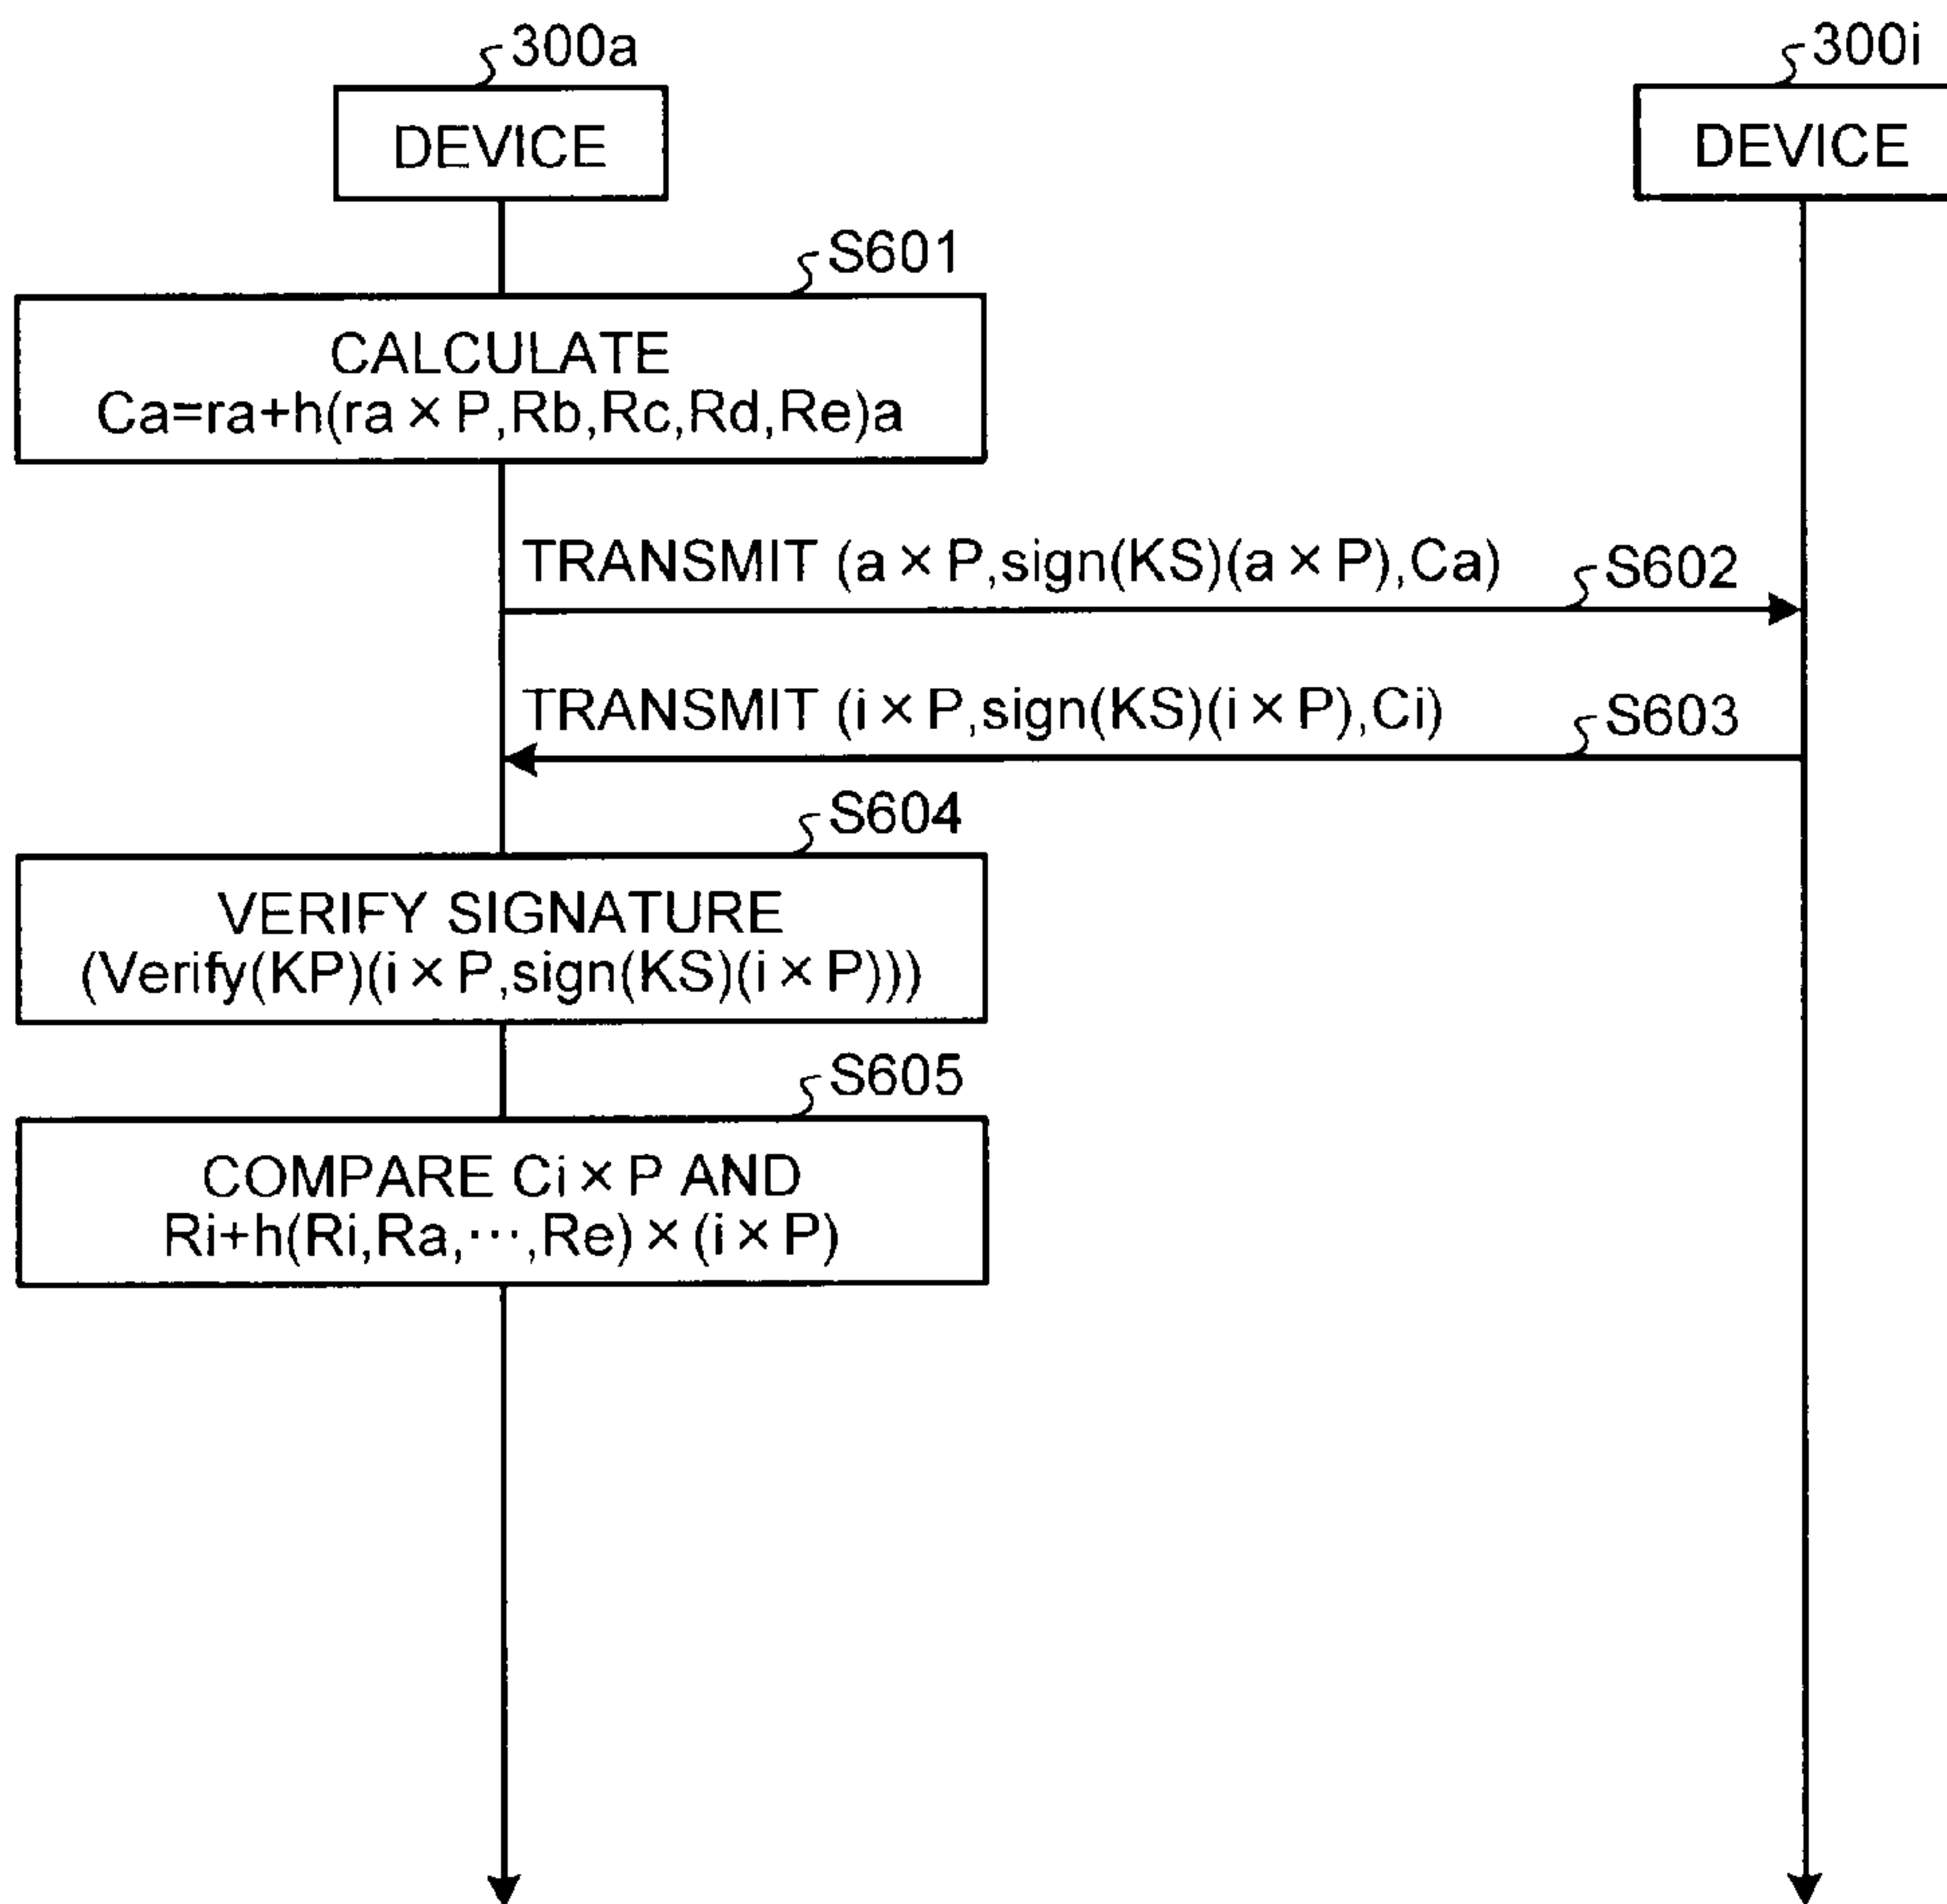 300a
300i
DEVICE
DEVICE
S601
CALCULATE
Ca=ra+h(ra×P,Rb,Rc,Rd,Re)a
TRANSMIT (a×P,sign(KS)(a×P),Ca)
S602
TRANSMIT (i×P,sign(KS)(i×P),Ci)
S603
S604
VERIFY SIGNATURE
(Verify(KP)(i×P,sign(KS)(i×P)))
S605
COMPARE Ci×P AND
Ri+h(Ri,Ra,···,Re)×(i×P)